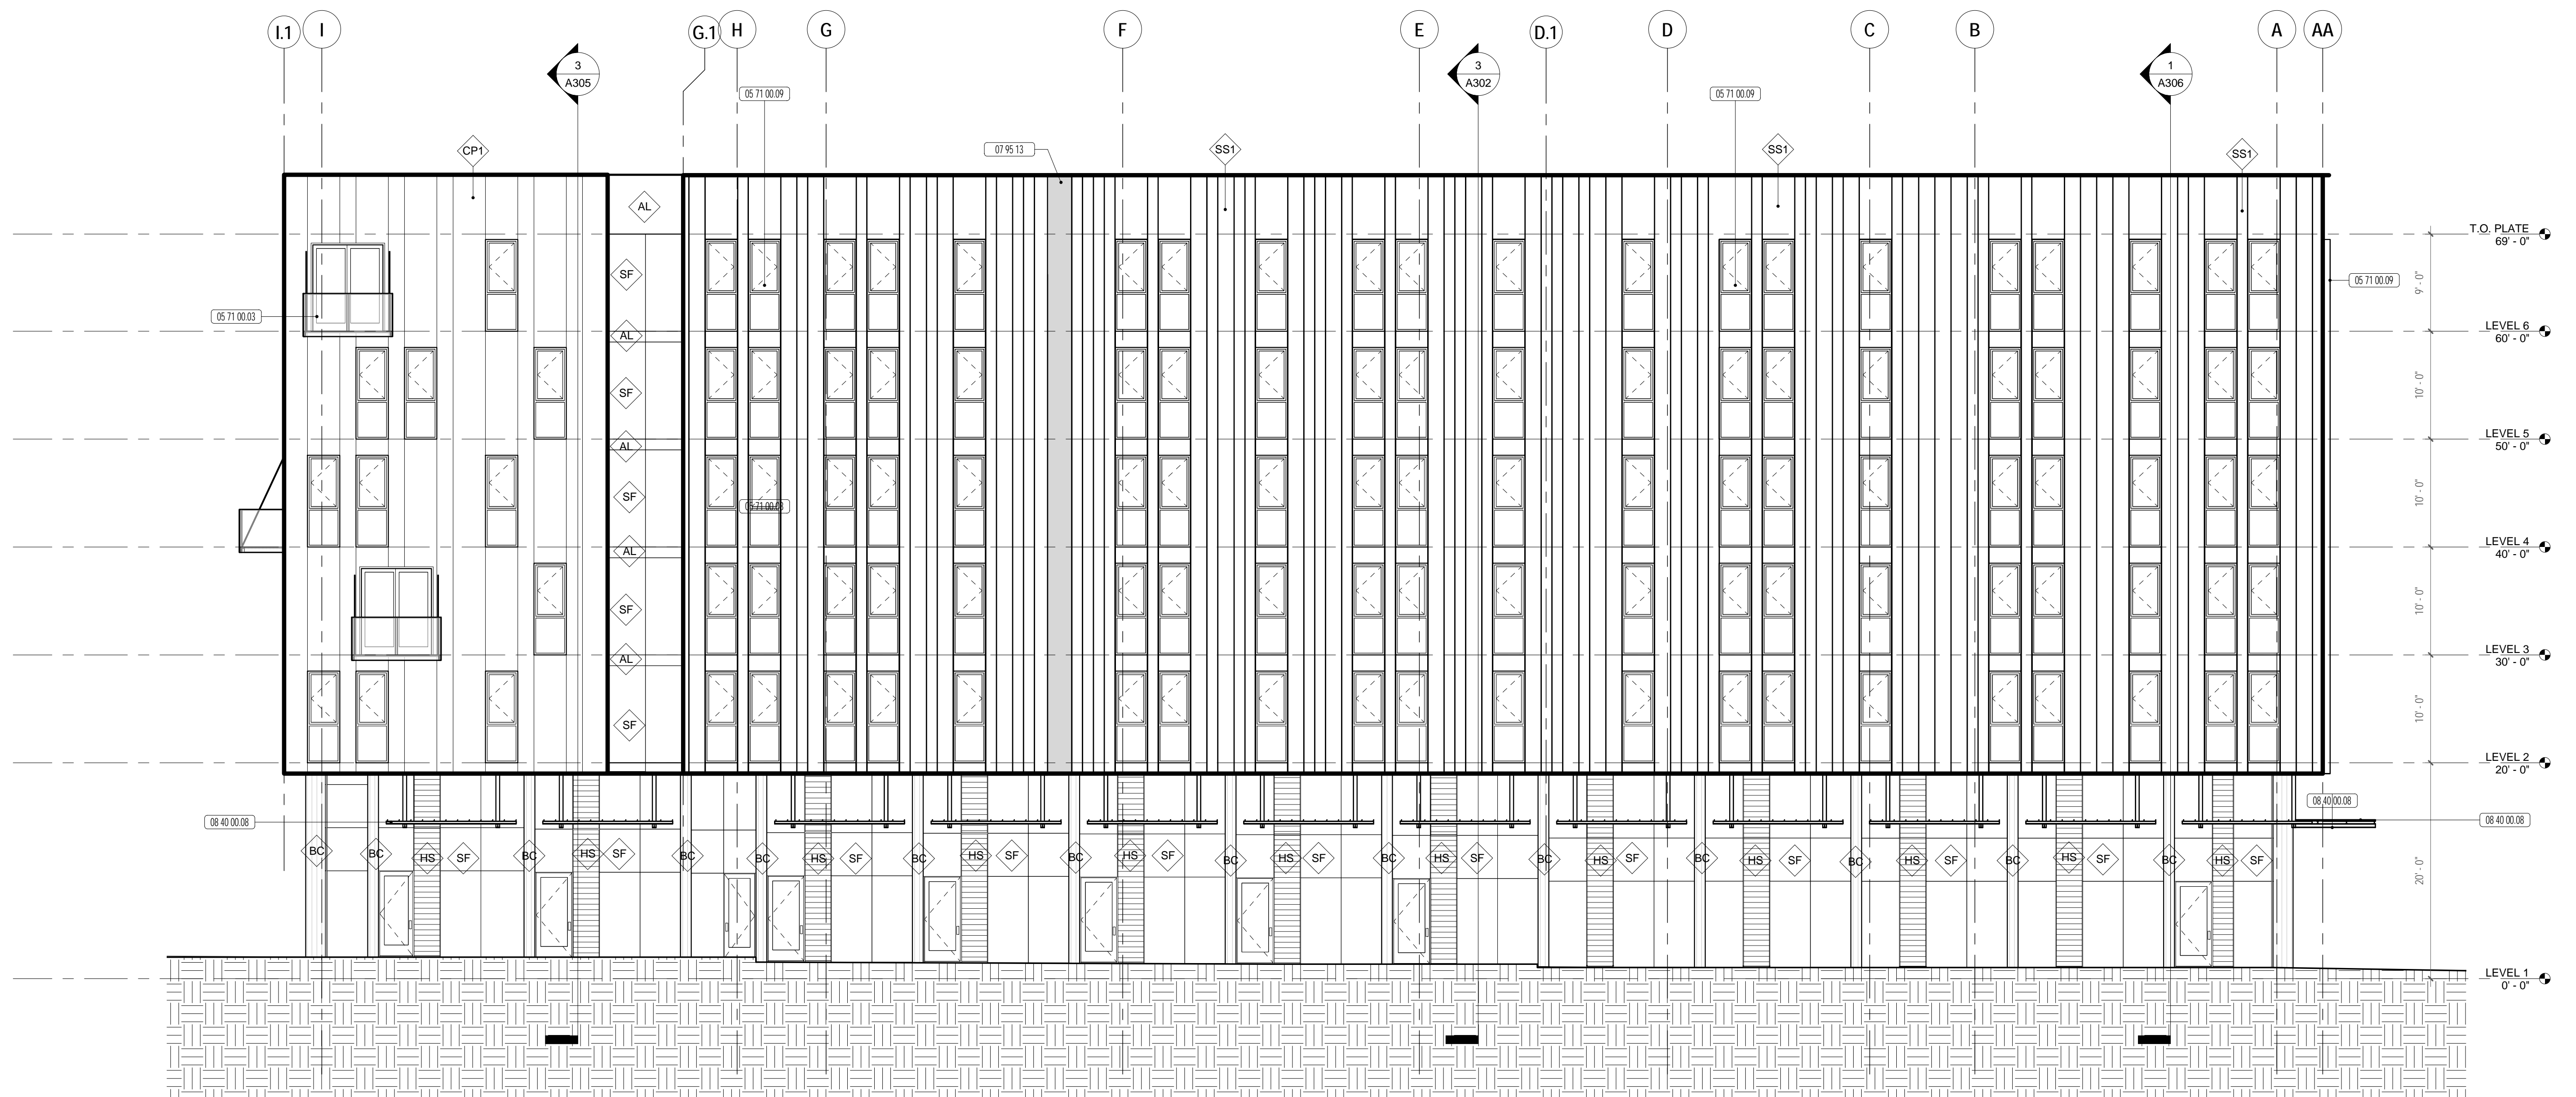 I.1 I G.1 H G F E D.1 D C B A AA
3
A305
3
A302
1
A306
05 71 00.09
05 71 00.09
CP1
07 95 13
SS1
SS1
SS1
AL
T.O. PLATE
69' - 0"
SF
05 71 00.09
9' - 0"
05 71 00.03
LEVEL 6
60' - 0"
AL
SF
10' - 0"
LEVEL 5
50' - 0"
AL
SF
10' - 0"
LEVEL 4
40' - 0"
AL
SF
10' - 0"
LEVEL 3
30' - 0"
AL
SF
10' - 0"
LEVEL 2
20' - 0"
08 40 00.08
08 40 00.08
08 40 00.08
BC BC HS SF BC HS SF BC BC HS SF BC HS SF BC HS SF BC HS SF BC HS SF BC HS SF BC HS SF BC HS SF BC HS SF BC HS SF
20' - 0"
LEVEL 1
0' - 0"